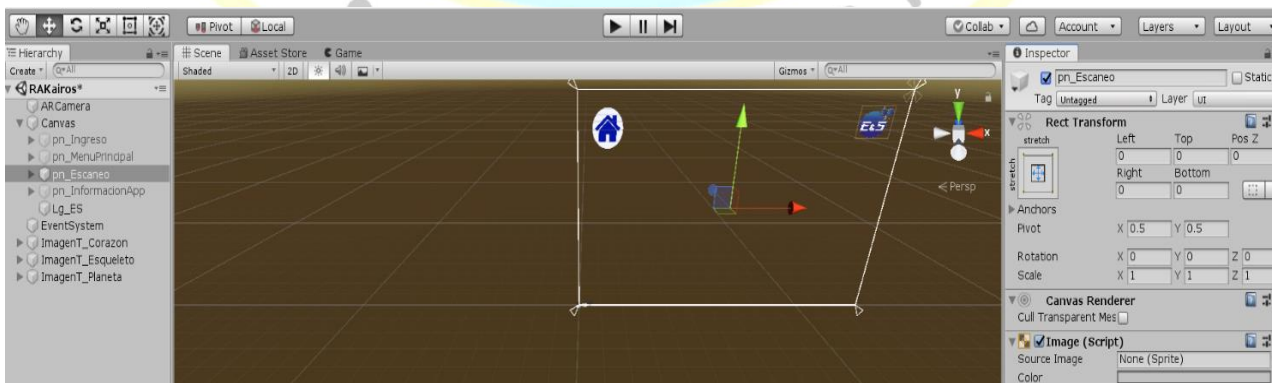 Pivot Local Collab Account Layers Layout
Hierarchy Scene Asset Store Game Inspector
Create All Shaded 2D Gizmos All pn_Escaneo Static
RAKairos*
Tag Untagged Layer UI
ARCamera
Canvas
Rect Transform
pn_Ingreso
stretch Left Top Pos Z
pn_MenuPrincipal
stretch 0 0 0
pn_Escaneo
Right Bottom
pn_InformacionApp
0 0
Lg_ES
Anchors
EventSystem
Pivot X 0.5 Y 0.5
ImagenT_Corazon
ImagenT_Esqueleto
Rotation X 0 Y 0 Z 0
ImagenT_Planeta
Scale X 1 Y 1 Z 1
E&S
y
x
Persp
Canvas Renderer
Cull Transparent Mes
Image (Script)
Source Image None (Sprite)
Color